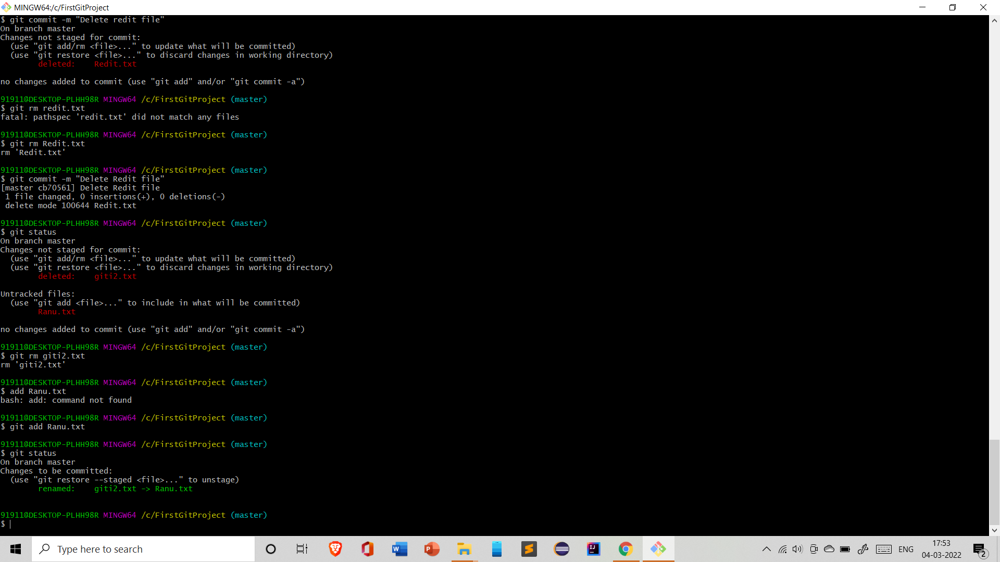 MINGW64:/c/FirstGitProject
$ git commit -m "Delete redit file"
On branch master
Changes not staged for commit:
  (use "git add/rm <file>..." to update what will be committed)
  (use "git restore <file>..." to discard changes in working directory)
        deleted:    Redit.txt

no changes added to commit (use "git add" and/or "git commit -a")

91911@DESKTOP-PLHH98R MINGW64 /c/FirstGitProject (master)
$ git rm redit.txt
fatal: pathspec 'redit.txt' did not match any files

91911@DESKTOP-PLHH98R MINGW64 /c/FirstGitProject (master)
$ git rm Redit.txt
rm 'Redit.txt'

91911@DESKTOP-PLHH98R MINGW64 /c/FirstGitProject (master)
$ git commit -m "Delete Redit file"
[master cb70561] Delete Redit file
 1 file changed, 0 insertions(+), 0 deletions(-)
 delete mode 100644 Redit.txt

91911@DESKTOP-PLHH98R MINGW64 /c/FirstGitProject (master)
$ git status
On branch master
Changes not staged for commit:
  (use "git add/rm <file>..." to update what will be committed)
  (use "git restore <file>..." to discard changes in working directory)
        deleted:    giti2.txt

Untracked files:
  (use "git add <file>..." to include in what will be committed)
        Ranu.txt

no changes added to commit (use "git add" and/or "git commit -a")

91911@DESKTOP-PLHH98R MINGW64 /c/FirstGitProject (master)
$ git rm giti2.txt
rm 'giti2.txt'

91911@DESKTOP-PLHH98R MINGW64 /c/FirstGitProject (master)
$ add Ranu.txt
bash: add: command not found

91911@DESKTOP-PLHH98R MINGW64 /c/FirstGitProject (master)
$ git add Ranu.txt

91911@DESKTOP-PLHH98R MINGW64 /c/FirstGitProject (master)
$ git status
On branch master
Changes to be committed:
  (use "git restore --staged <file>..." to unstage)
        renamed:    giti2.txt -> Ranu.txt


91911@DESKTOP-PLHH98R MINGW64 /c/FirstGitProject (master)
$
Type here to search
W
P
IJ
ENG
17:53
04-03-2022
2